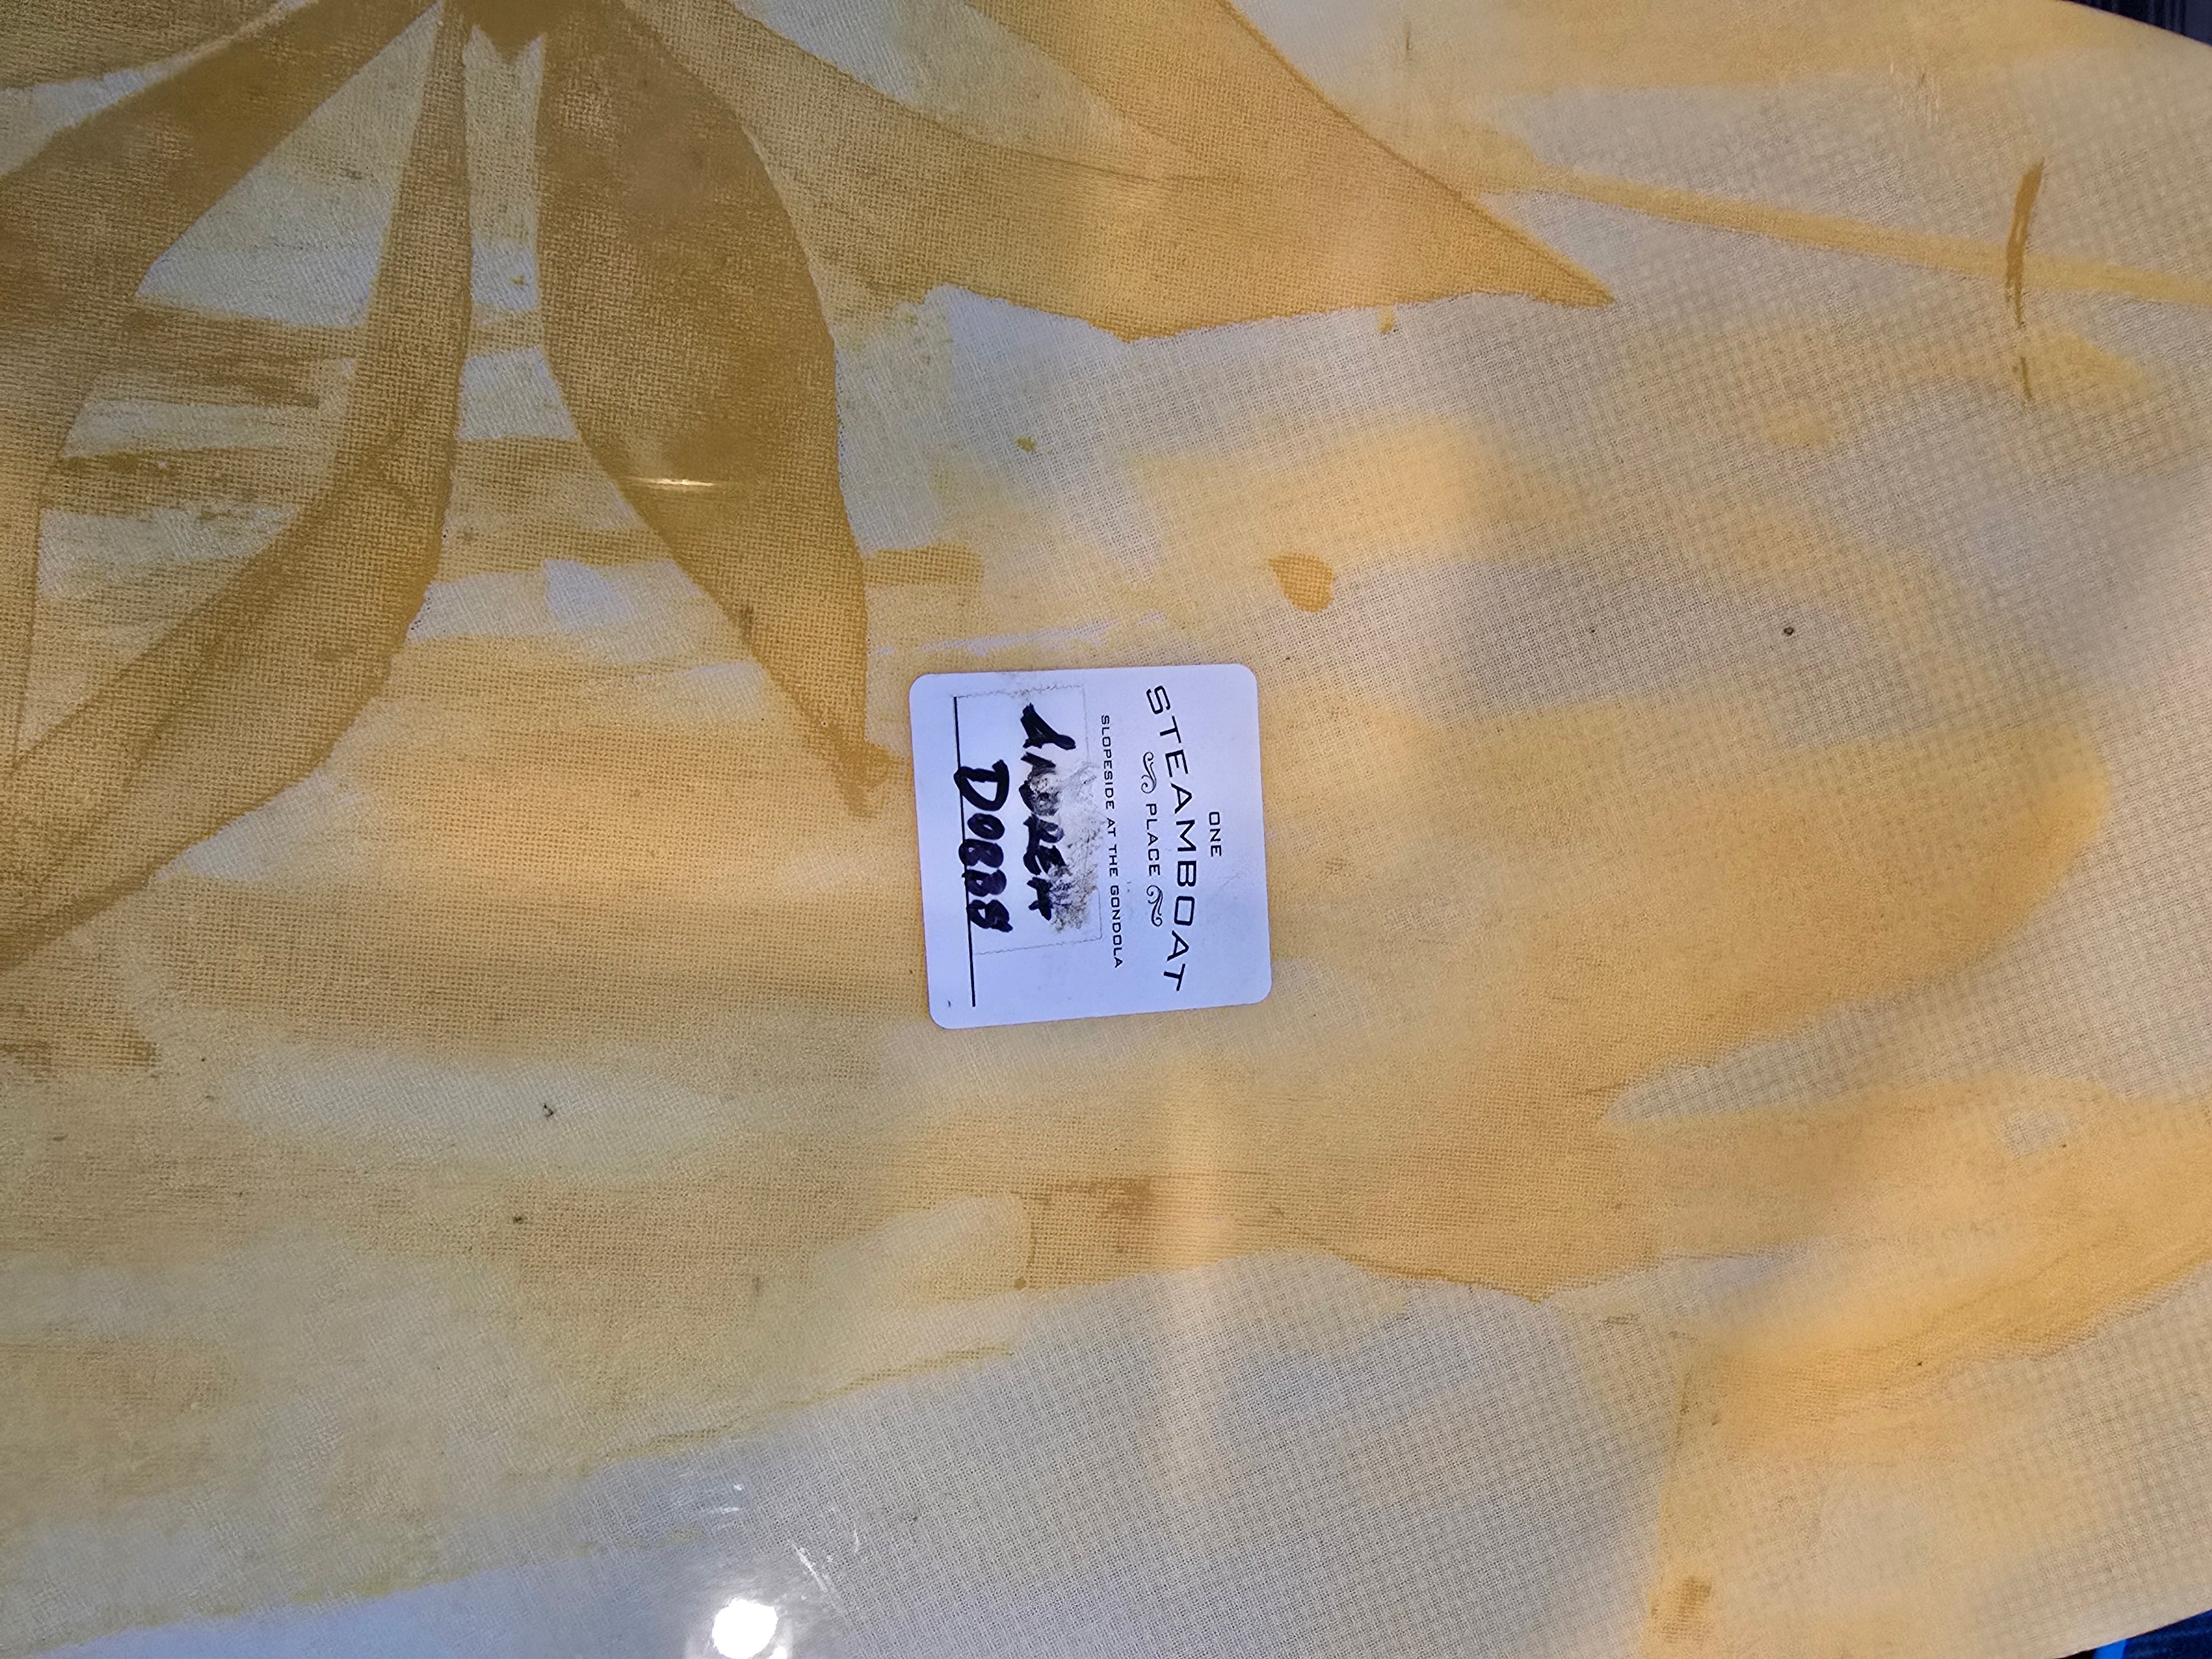 ONE
STEAMBOAT
PLACE
SLOPESIDE AT THE GONDOLA
DOBBS